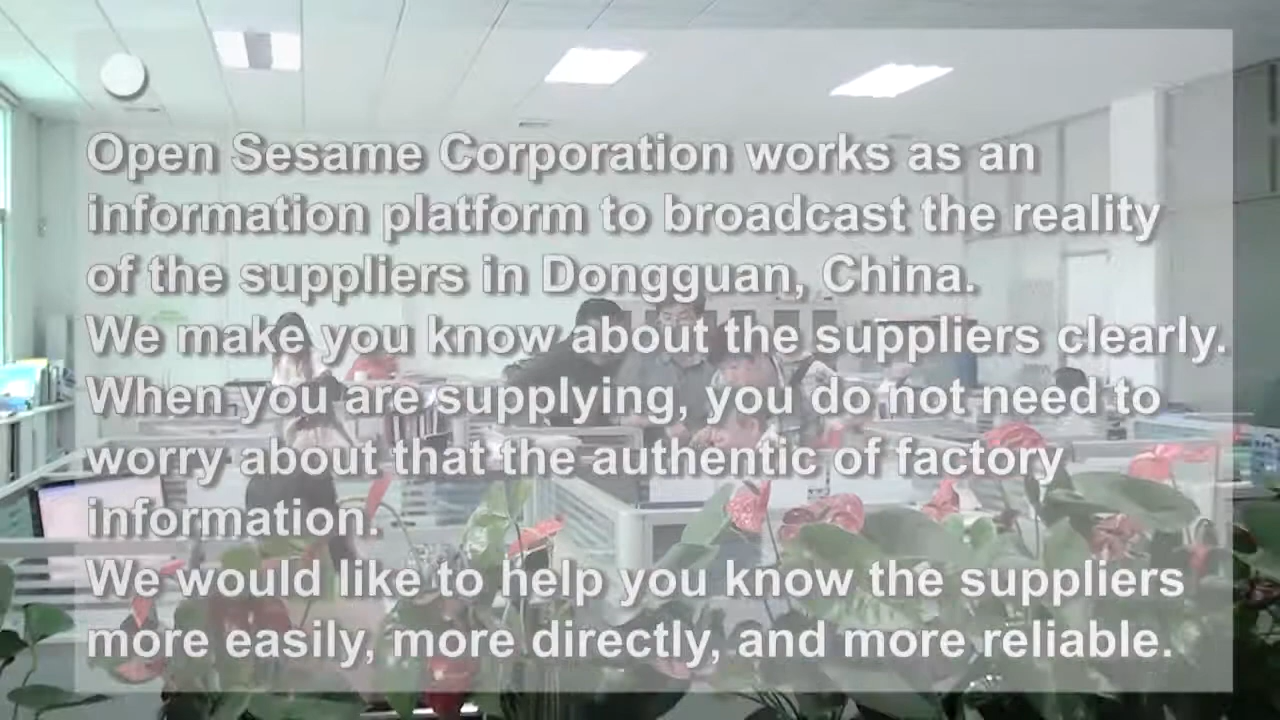 Open Sesame Corporation works as an
information platform to broadcast the reality
of the suppliers in Dongguan, China.
We make you know about the suppliers clearly.
When you are supplying, you do not need to
worry about that the authentic of factory
information.
We would like to help you know the suppliers
more easily, more directly, and more reliable.